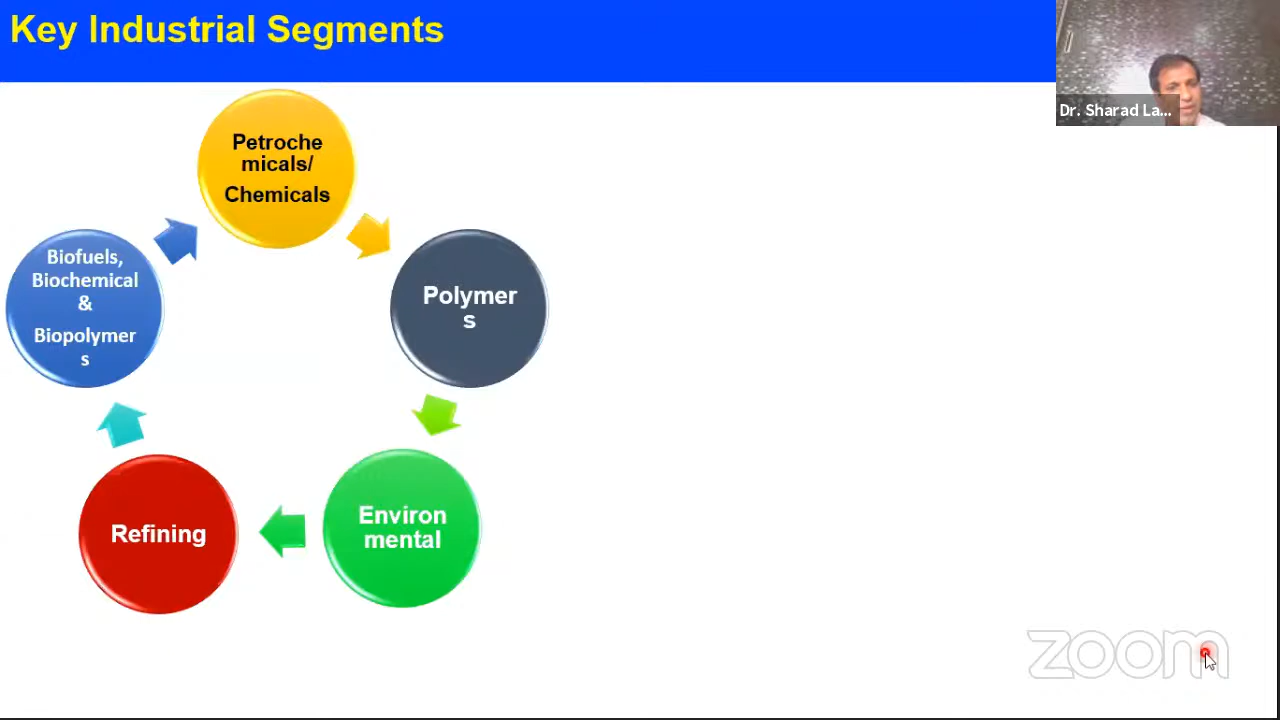 Key Industrial Segments
Dr. Sharad La...
Petroche
micals/
Chemicals
Biofuels,
Biochemical
&
Biopolymer
s
Polymer
s
Environ
mental
Refining
zoom